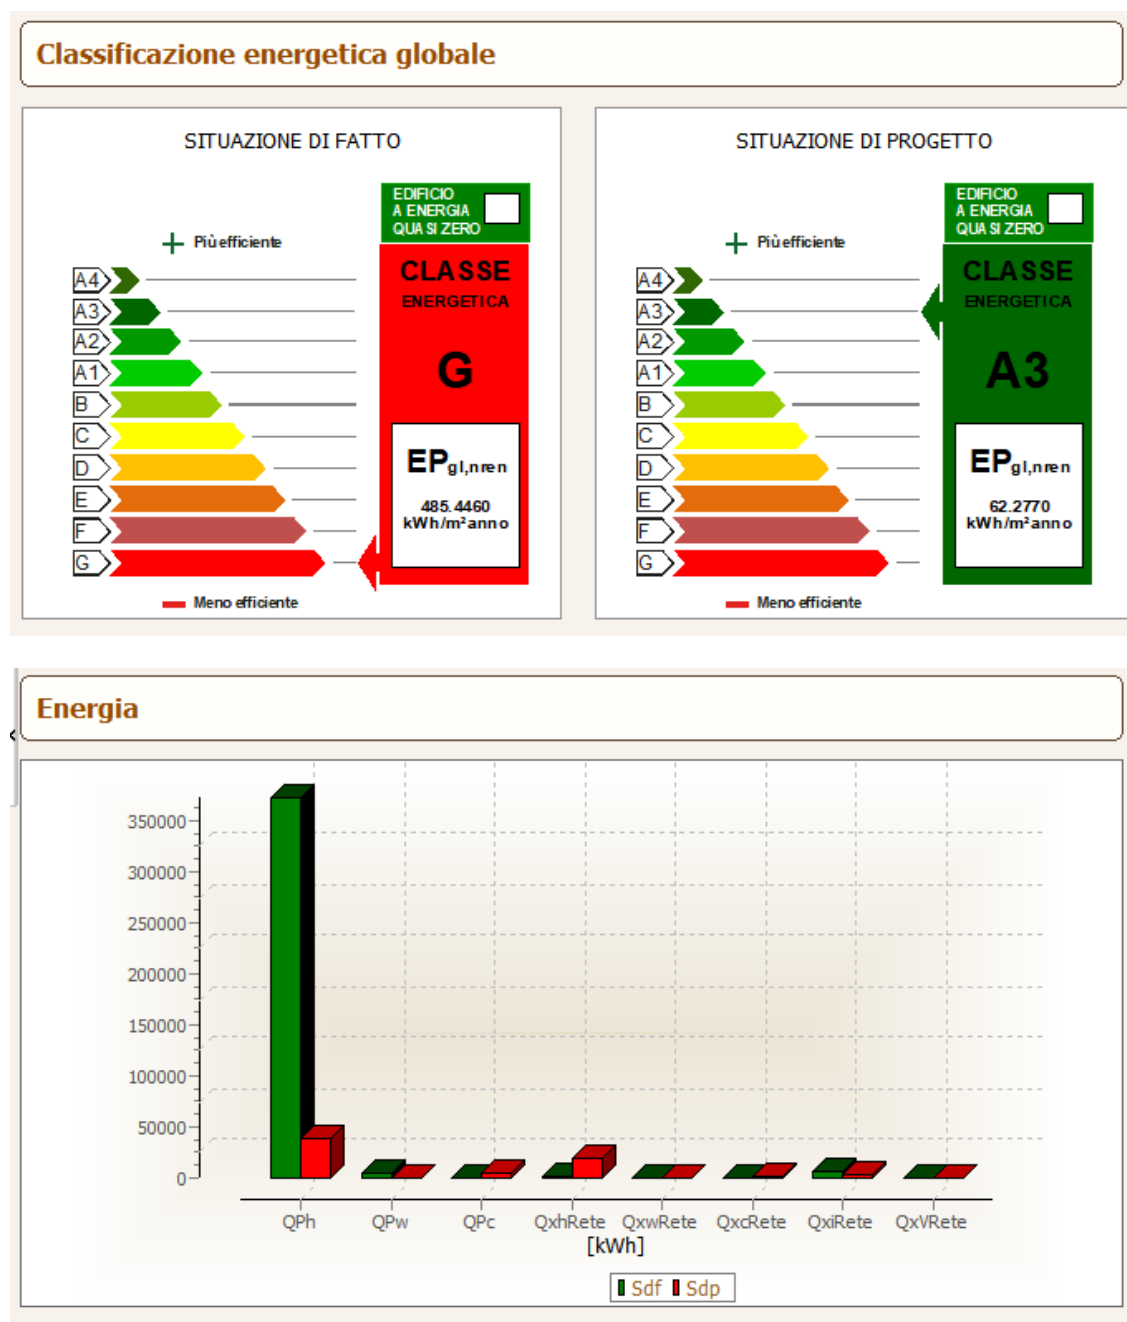 Classificazione energetica globale
SITUAZIONE DI FATTO
EDIFICIO
A ENERGIA
QUASI ZERO
Più efficiente
CLASSE
ENERGETICA
A4
A3
A2
A1
B
C
D
E
F
G
G
EPgl,nren
485.4460
kWh/m²anno
Meno efficiente
SITUAZIONE DI PROGETTO
EDIFICIO
A ENERGIA
QUASI ZERO
Più efficiente
CLASSE
ENERGETICA
A4
A3
A2
A1
B
C
D
E
F
G
A3
EPgl,nren
62.2770
kWh/m²anno
Meno efficiente
Energia
350000
300000
250000
200000
150000
100000
50000
0
QPh QPw QPc QxhRete QxwRete QxcRete QxiRete QxVRete
[kWh]
Sdf Sdp